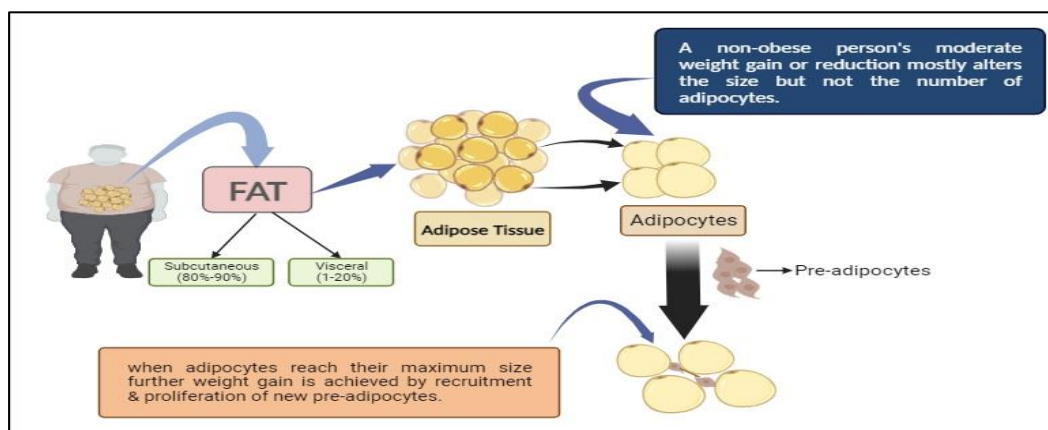 A non-obese person's moderate
weight gain or reduction mostly alters
the size but not the number of
adipocytes.
FAT
Subcutaneous
(80%-90%)
Visceral
(1-20%)
Adipose Tissue
Adipocytes
Pre-adipocytes
when adipocytes reach their maximum size
further weight gain is achieved by recruitment
& proliferation of new pre-adipocytes.